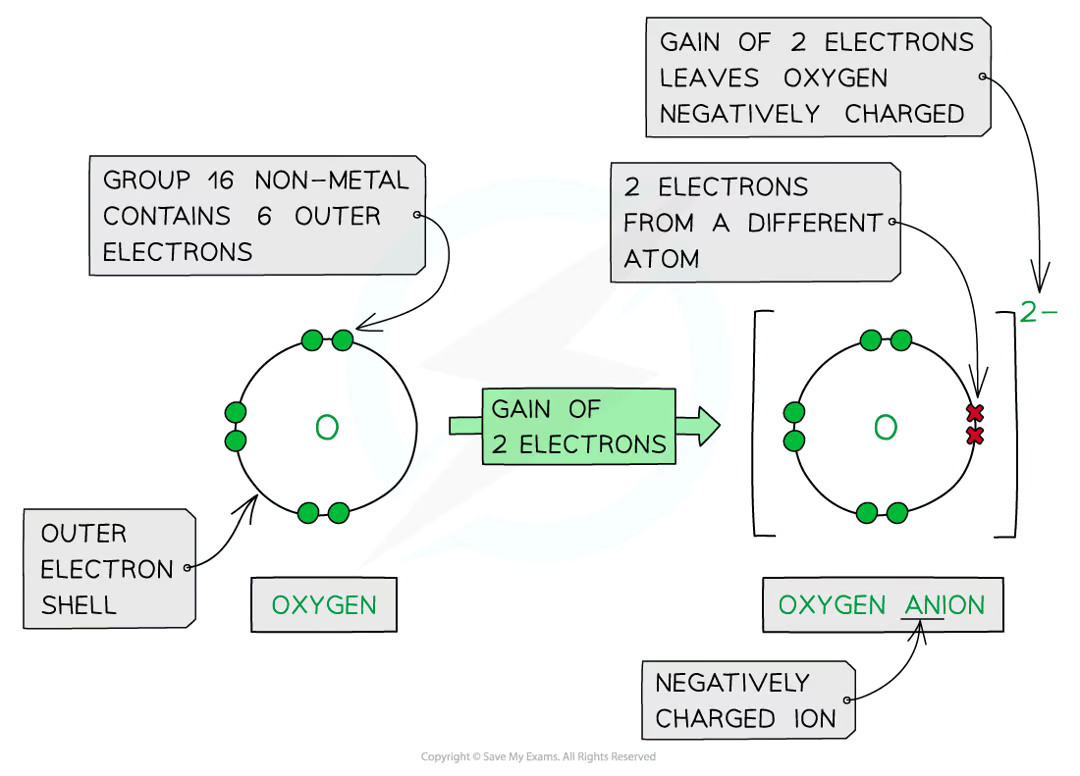 GAIN OF 2 ELECTRONS
LEAVES OXYGEN
NEGATIVELY CHARGED
GROUP 16 NON-METAL
CONTAINS 6 OUTER
ELECTRONS
2 ELECTRONS
FROM A DIFFERENT
ATOM
2-
O
GAIN OF
2 ELECTRONS
O
OUTER
ELECTRON
SHELL
OXYGEN
OXYGEN ANION
NEGATIVELY
CHARGED ION
Copyright © Save My Exams. All Rights Reserved